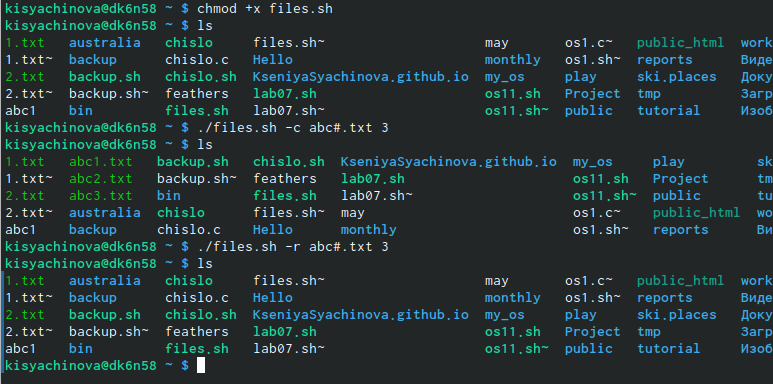 kisyachinova@dk6n58 ~ $ chmod +x files.sh
kisyachinova@dk6n58 ~ $ ls
1.txt australia chislo files.sh~ may os1.c~ public_html work
1.txt~ backup chislo.c Hello monthly os1.sh~ reports Виде
2.txt backup.sh chislo.sh KseniyaSyachinova.github.io my_os play ski.places Доку
2.txt~ backup.sh~ feathers lab07.sh os11.sh Project tmp Загр
abc1 bin files.sh lab07.sh~ os11.sh~ public tutorial Изоб
kisyachinova@dk6n58 ~ $ ./files.sh -c abc#.txt 3
kisyachinova@dk6n58 ~ $ ls
1.txt abc1.txt backup.sh chislo.sh KseniyaSyachinova.github.io my_os play sk
1.txt~ abc2.txt backup.sh~ feathers lab07.sh os11.sh Project tm
2.txt abc3.txt bin files.sh lab07.sh~ os11.sh~ public tu
2.txt~ australia chislo files.sh~ may os1.c~ public_html wo
abc1 backup chislo.c Hello monthly os1.sh~ reports Ви
kisyachinova@dk6n58 ~ $ ./files.sh -r abc#.txt 3
kisyachinova@dk6n58 ~ $ ls
1.txt australia chislo files.sh~ may os1.c~ public_html work
1.txt~ backup chislo.c Hello monthly os1.sh~ reports Виде
2.txt backup.sh chislo.sh KseniyaSyachinova.github.io my_os play ski.places Доку
2.txt~ backup.sh~ feathers lab07.sh os11.sh Project tmp Загр
abc1 bin files.sh lab07.sh~ os11.sh~ public tutorial Изоб
kisyachinova@dk6n58 ~ $